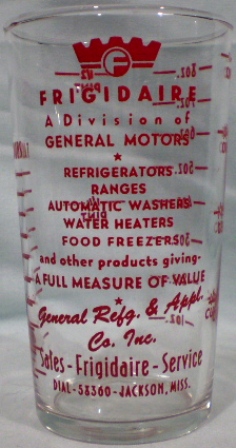 F
FRIGIDAIRE
A Division of
GENERAL MOTORS
★
REFRIGERATORS
RANGES
AUTOMATIC WASHERS
WATER HEATERS
FOOD FREEZERS
and other products giving-
A FULL MEASURE OF VALUE
★
General Refg. & Appl.
Co. Inc.
Sales - Frigidaire - Service
DIAL - 58360 - JACKSON, MISS.